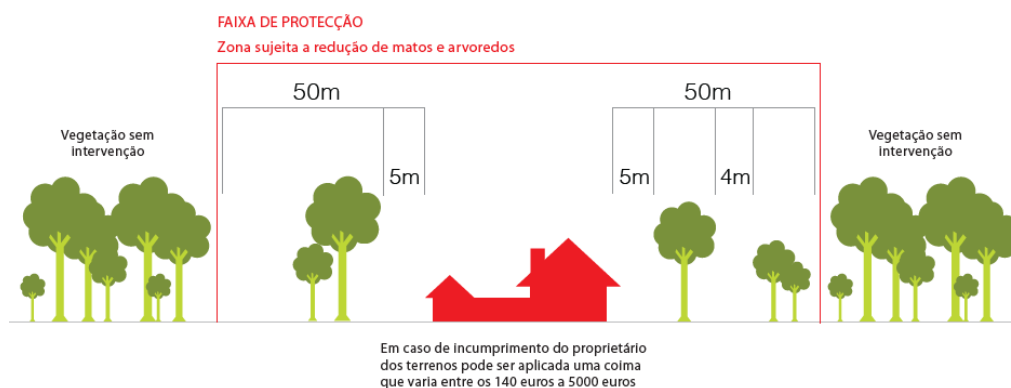 FAIXA DE PROTECÇÃO
Zona sujeita a redução de matos e arvoredos
50m
50m
Vegetação sem
intervenção
Vegetação sem
intervenção
5m
5m
4m
Em caso de incumprimento do proprietário
dos terrenos pode ser aplicada uma coima
que varia entre os 140 euros a 5000 euros